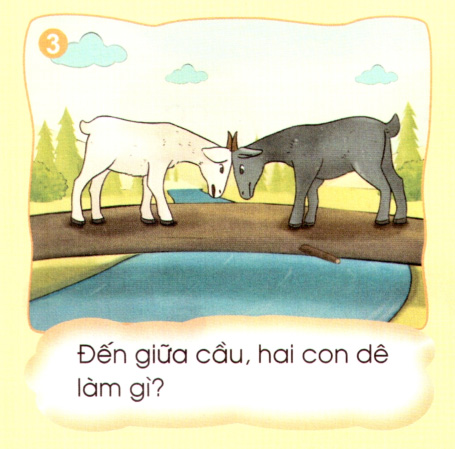 3
Đến giữa cầu, hai con dê
làm gì?